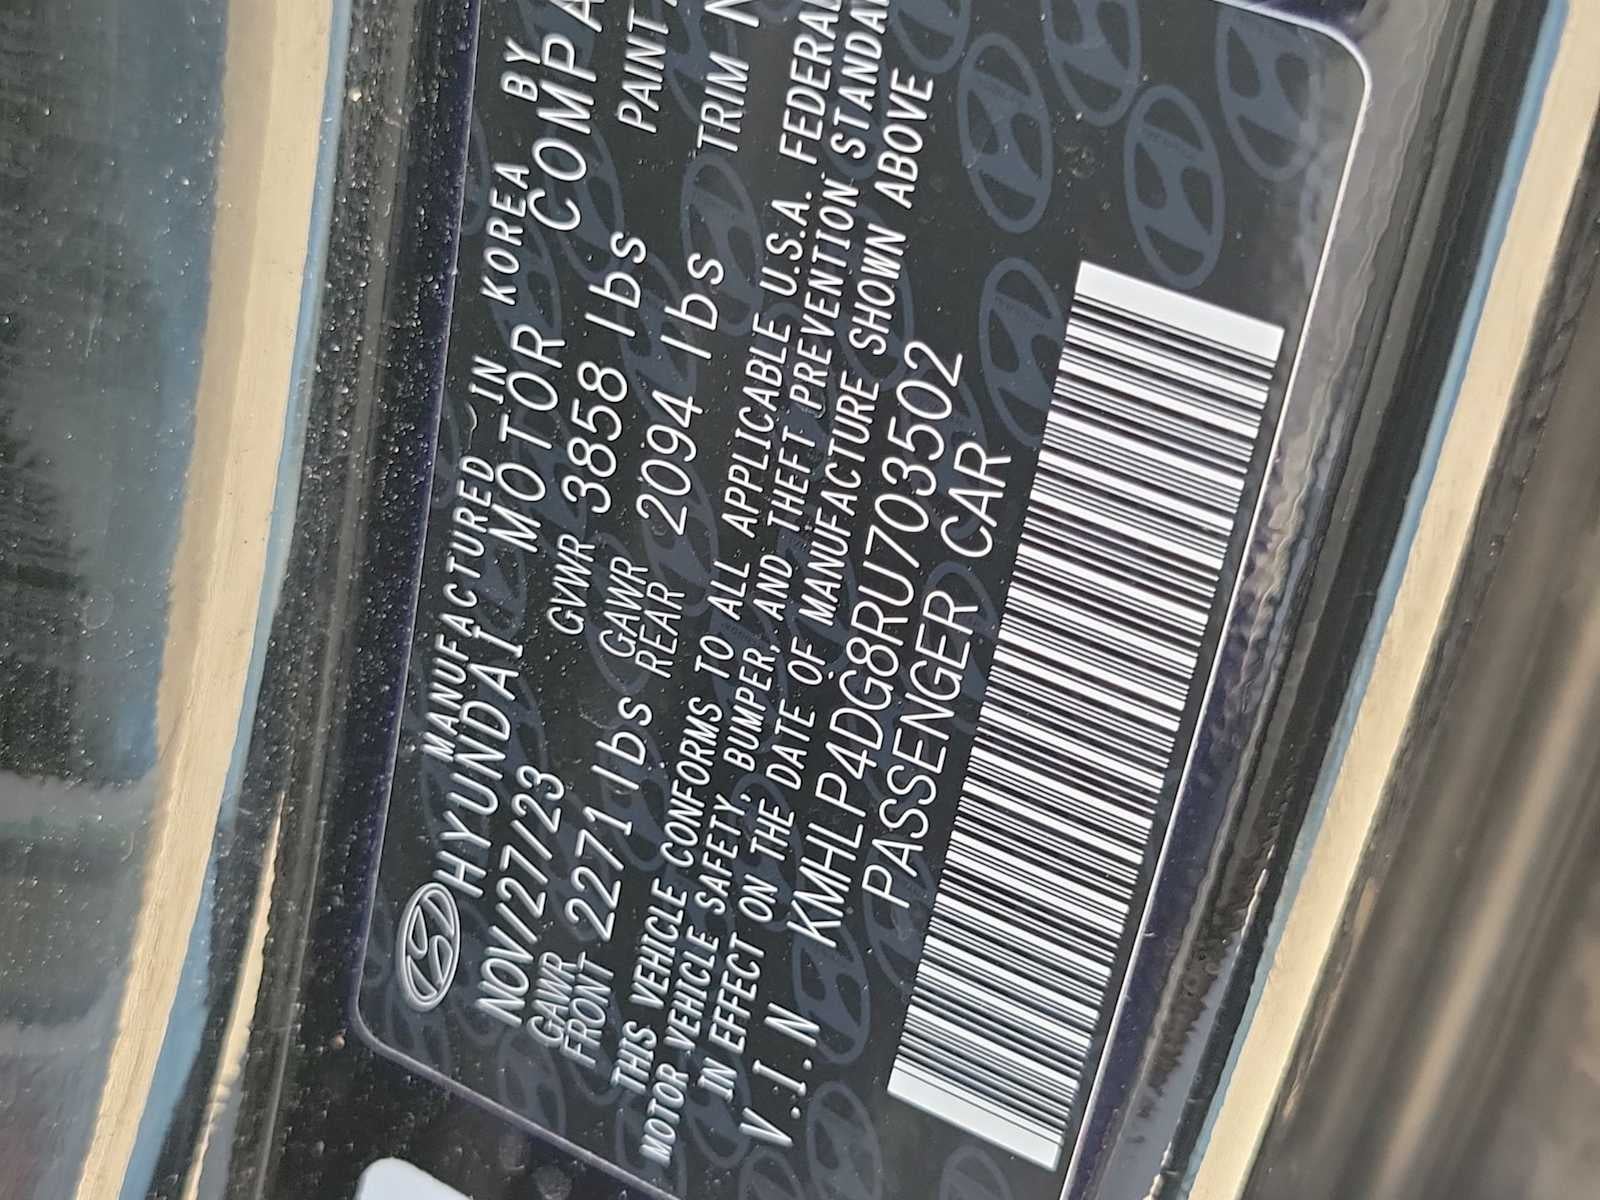 MANUFACTURED IN KOREA BY
HYUNDAI MOTOR COMPA
NOV/27/23 GVWR 3858 lbs PAINT
GAWR FRONT 2271 lbs GAWR REAR 2094 lbs TRIM N
THIS VEHICLE CONFORMS TO ALL APPLICABLE U.S.A. FEDERAL
MOTOR VEHICLE SAFETY, BUMPER, AND THEFT PREVENTION STANDA
IN EFFECT ON THE DATE OF MANUFACTURE SHOWN ABOVE
V.I.N KMHLP4DG8RU703502
PASSENGER CAR